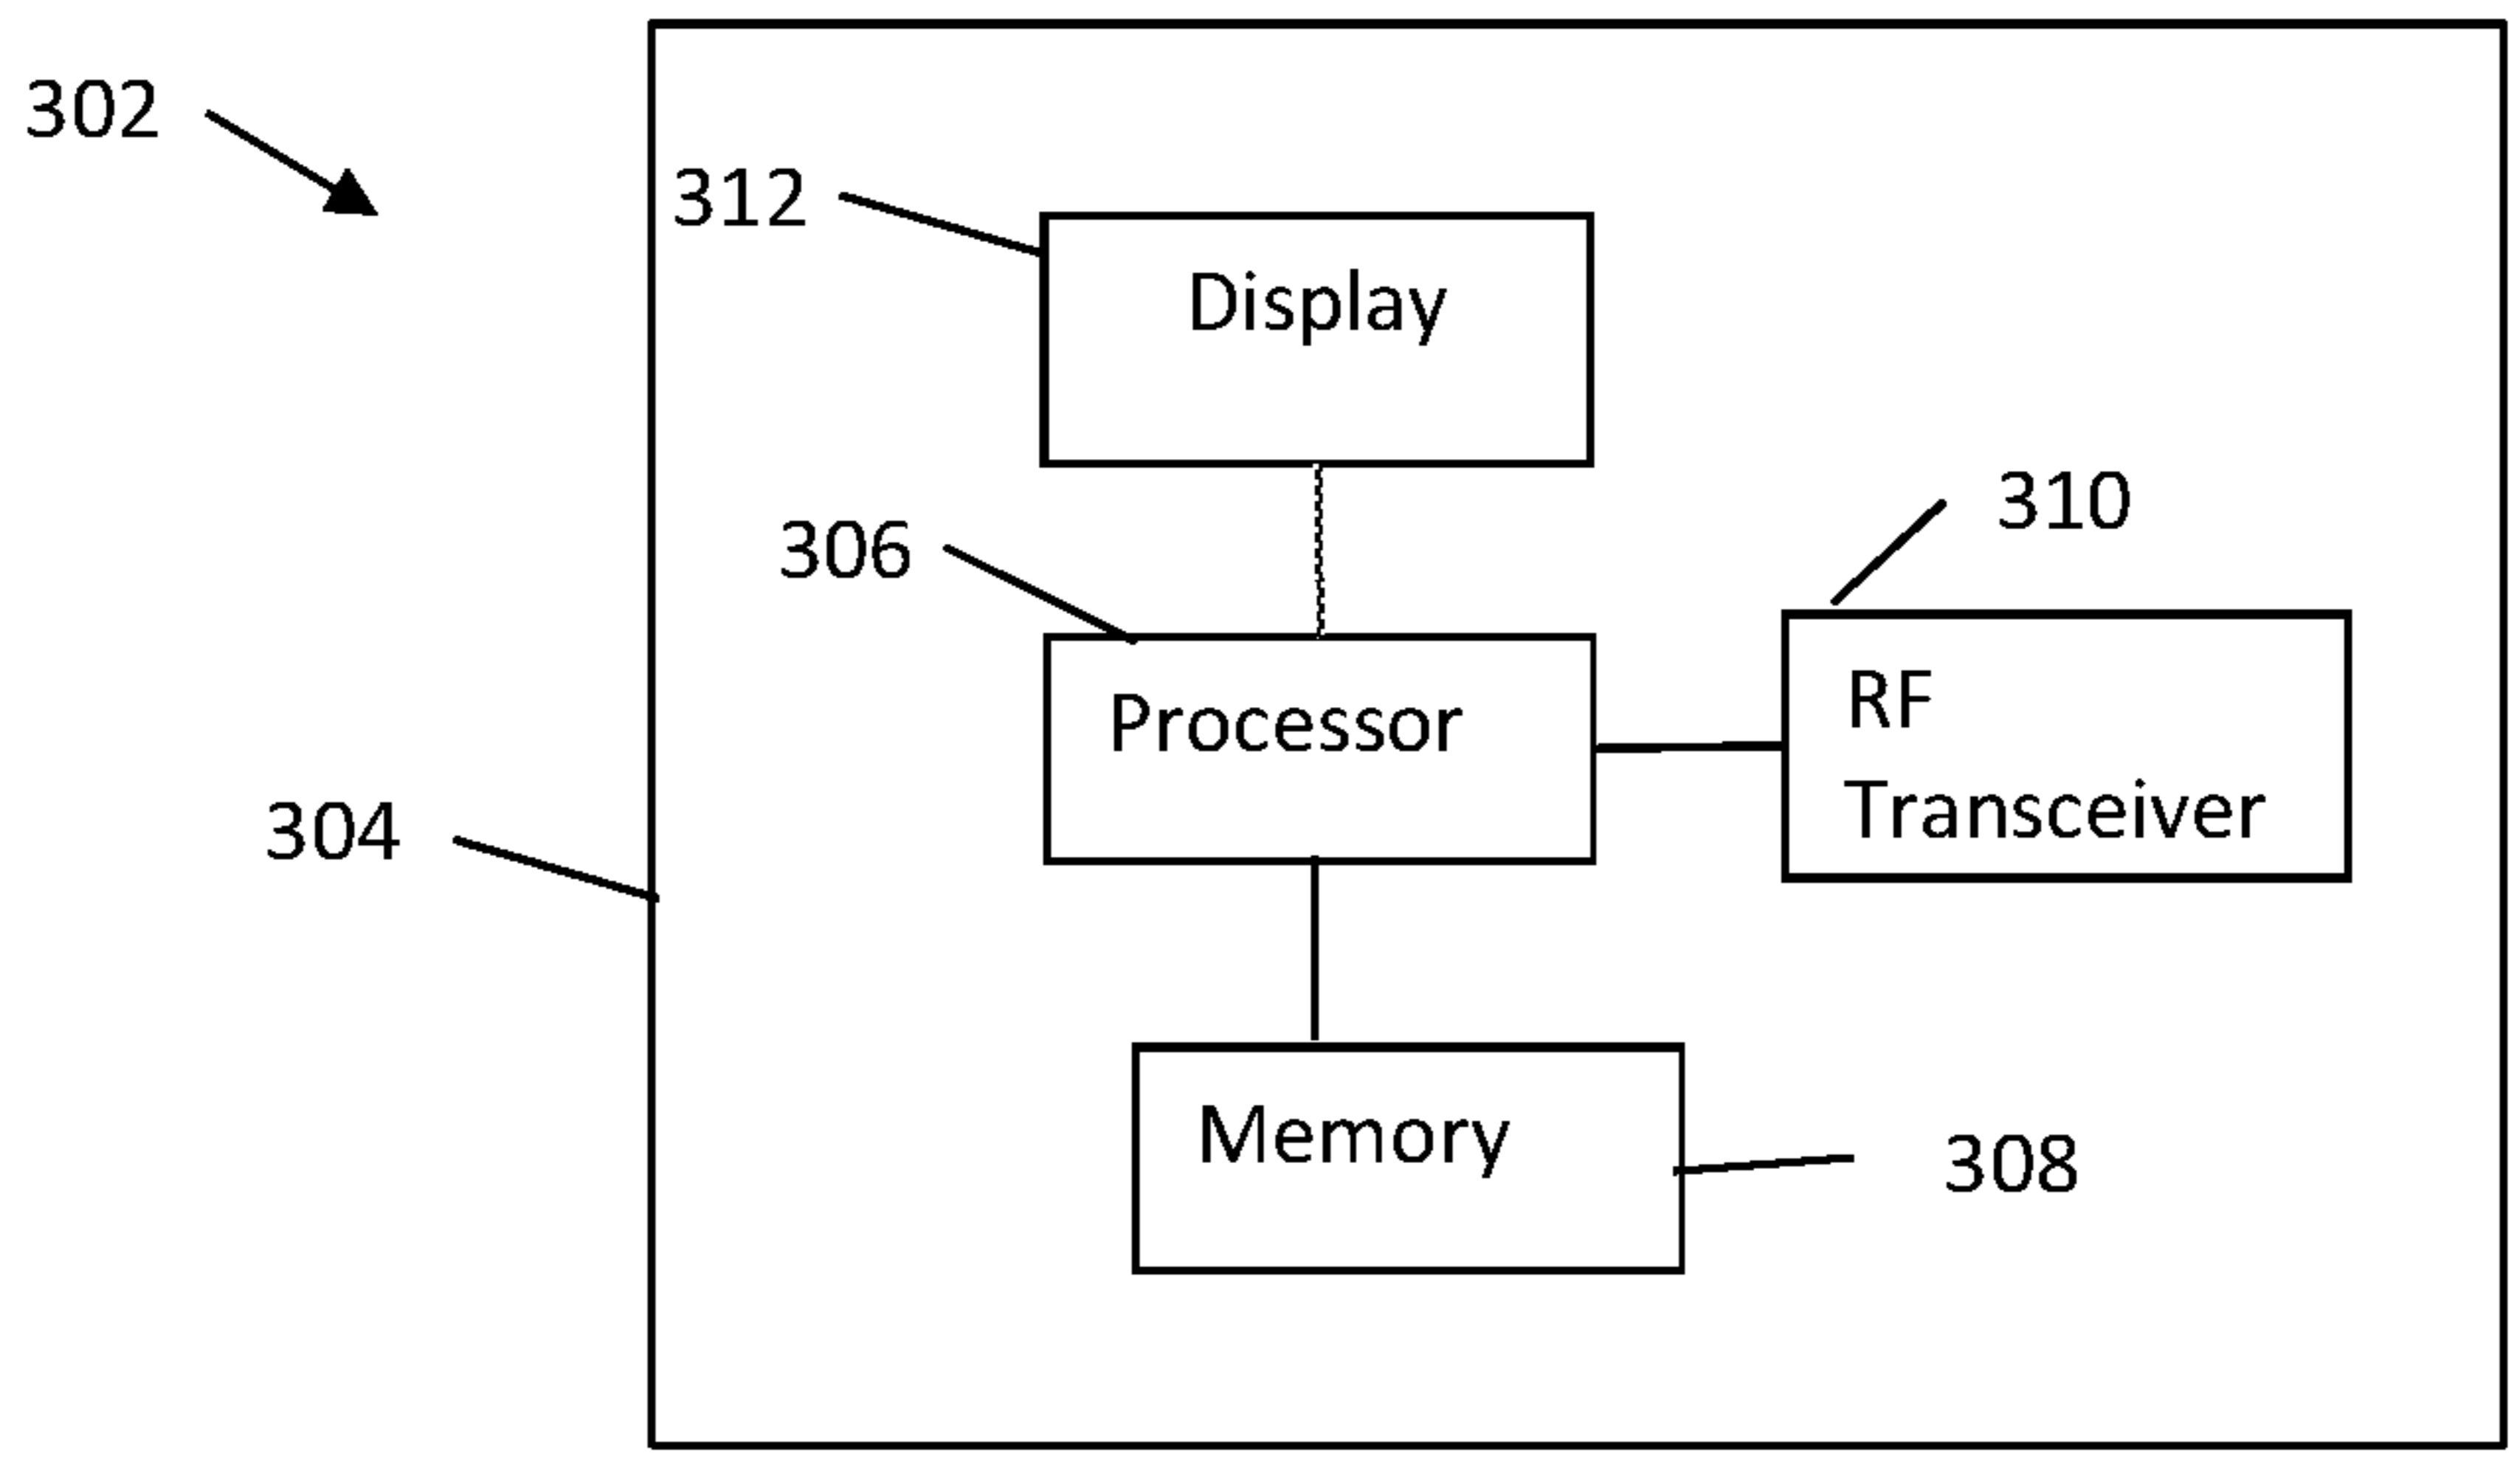 302
312
Display
310
306
RF
Processor
Transceiver
304
Memory
308